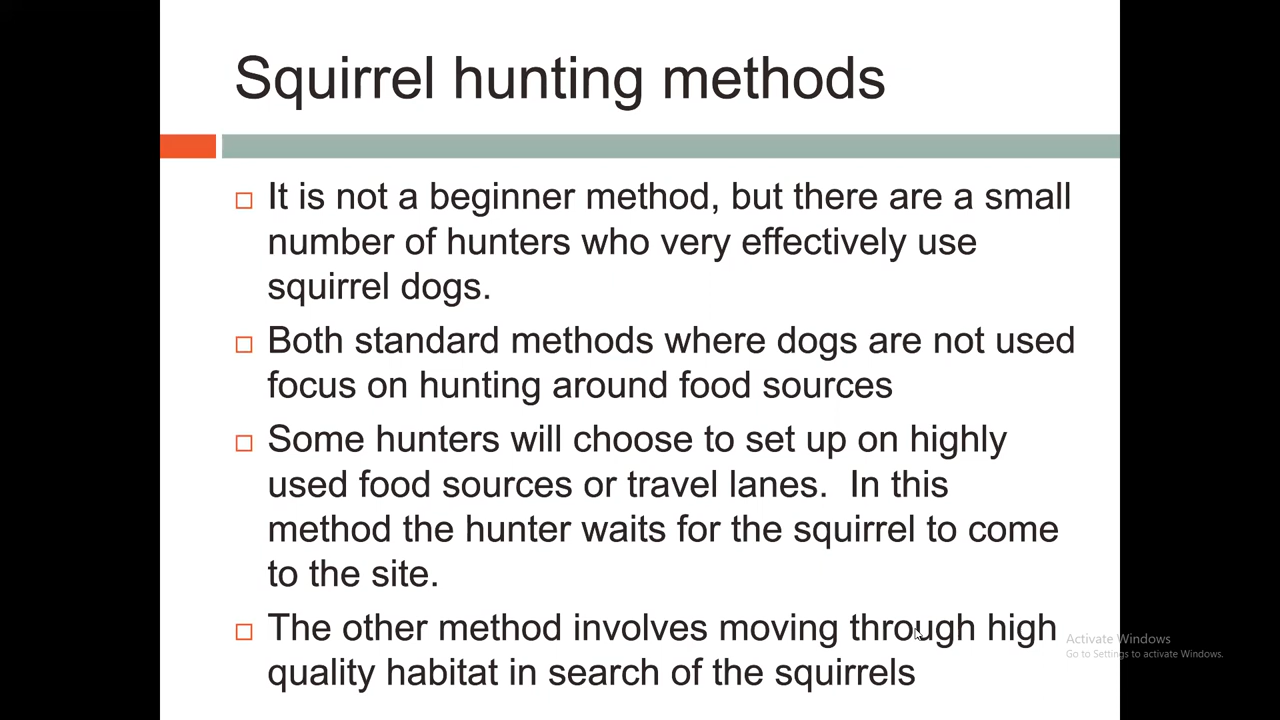 Squirrel hunting methods
It is not a beginner method, but there are a small
number of hunters who very effectively use
squirrel dogs.
Both standard methods where dogs are not used
focus on hunting around food sources
Some hunters will choose to set up on highly
used food sources or travel lanes.  In this
method the hunter waits for the squirrel to come
to the site.
The other method involves moving through high
quality habitat in search of the squirrels
Activate Windows
Go to Settings to activate Windows.